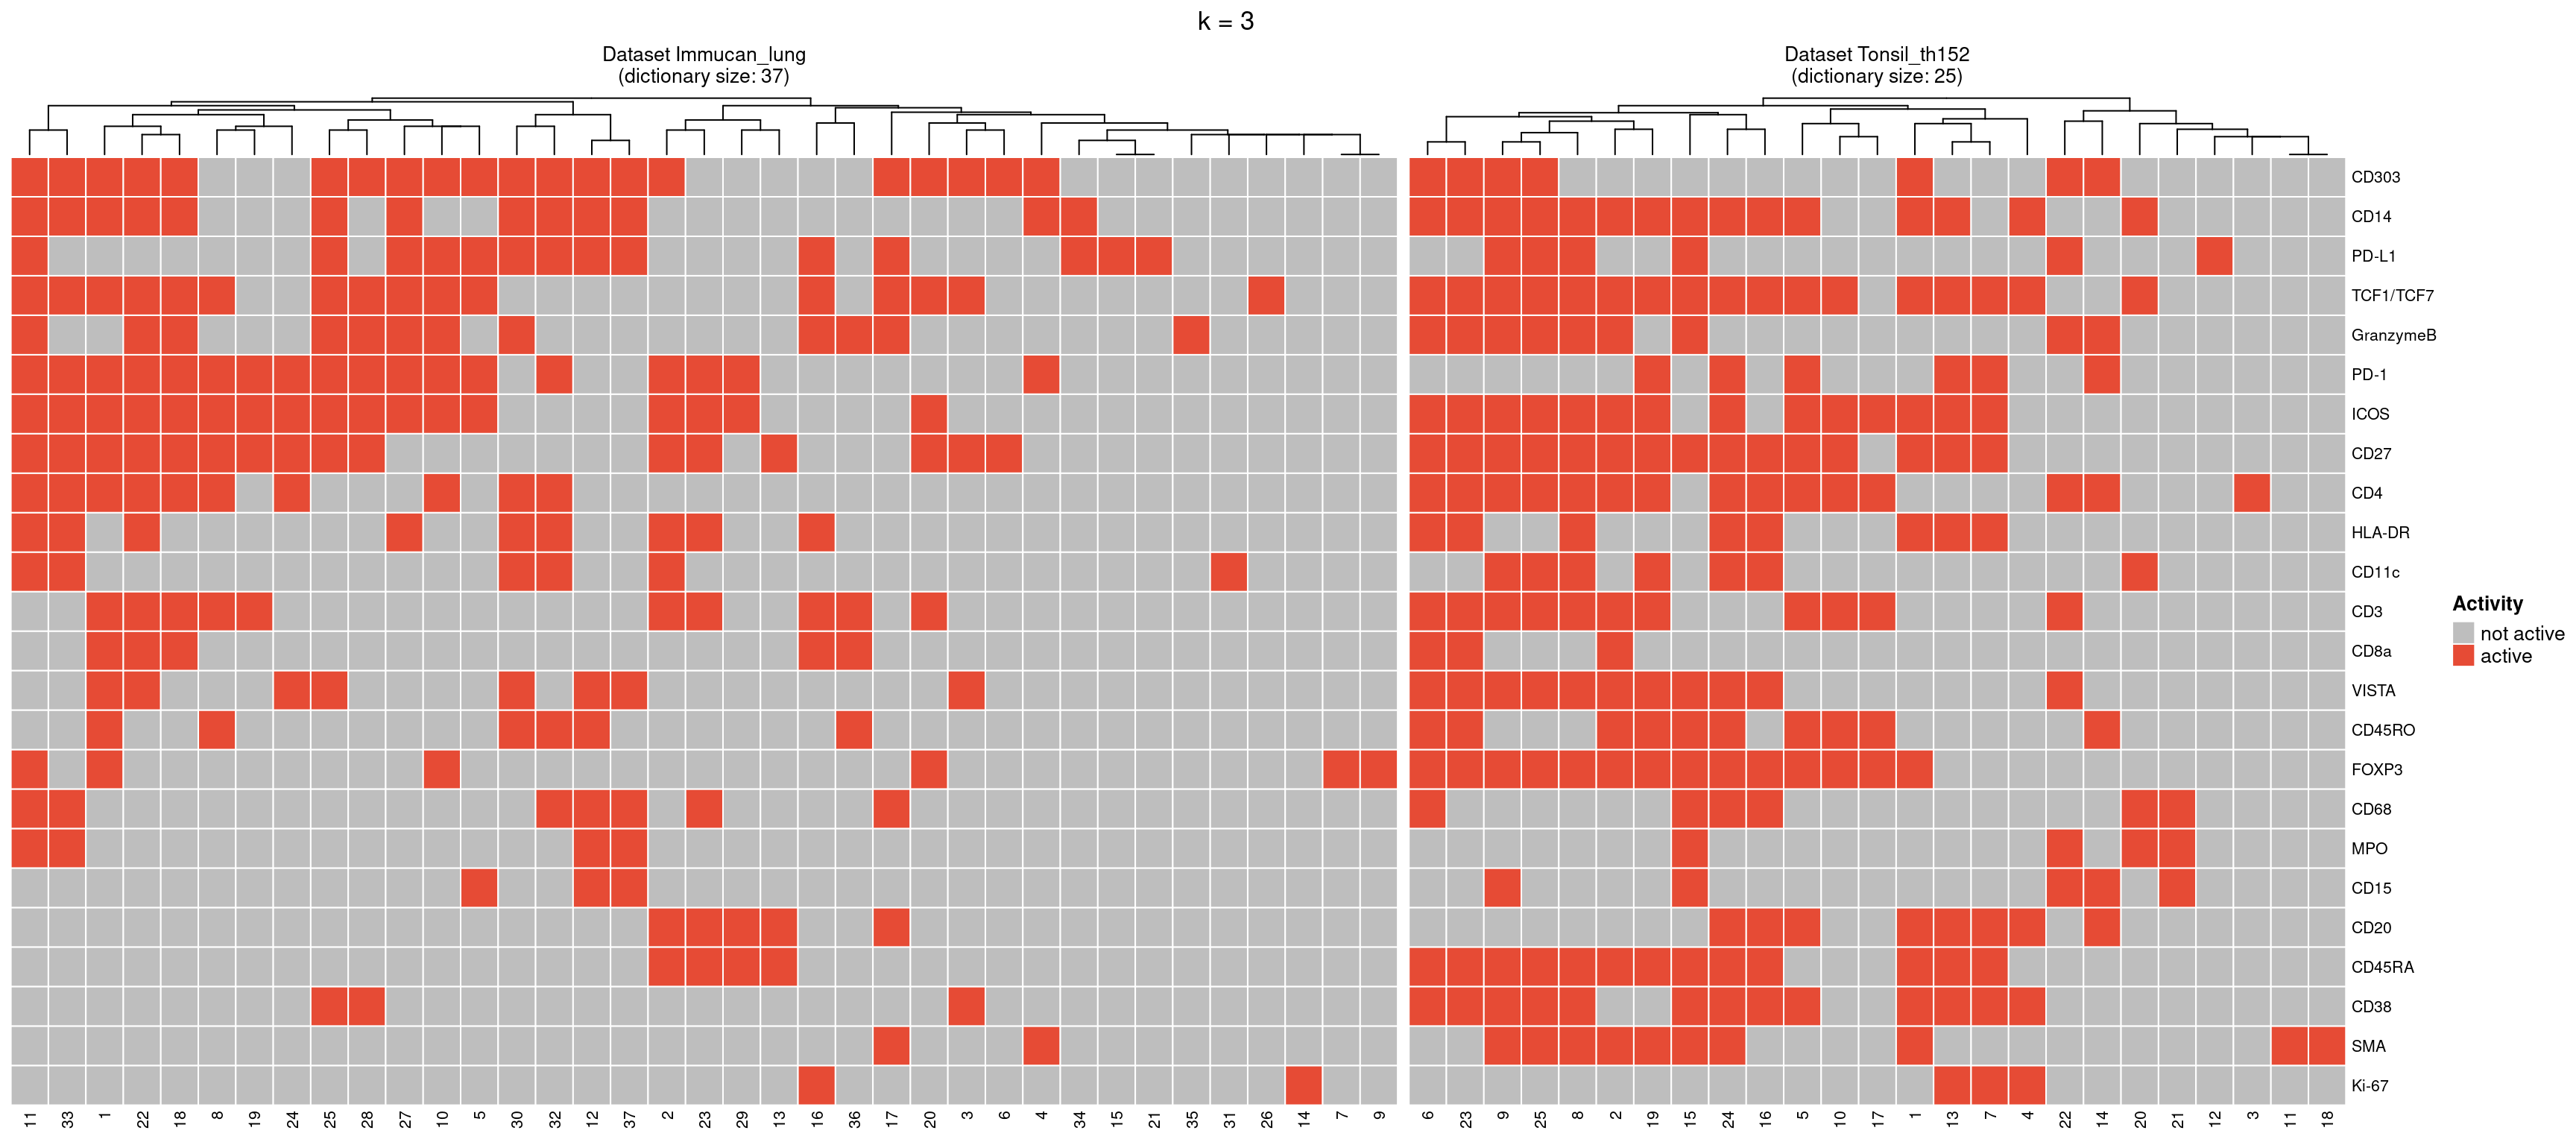 k = 3
Dataset Immucan_lung
(dictionary size: 37)
Dataset Tonsil_th152
(dictionary size: 25)
CD303
CD14
PD-L1
TCF1/TCF7
GranzymeB
PD-1
ICOS
CD27
CD4
HLA-DR
CD11c
CD3
CD8a
VISTA
CD45RO
FOXP3
CD68
MPO
CD15
CD20
CD45RA
CD38
SMA
Ki-67
Activity
not active
active
11 33 1 22 18 8 19 24 25 28 27 10 5 30 32 12 37 2 23 29 13 16 36 17 20 3 6 4 34 15 21 35 31 26 14 7 9
6 23 9 25 8 2 19 15 24 16 5 10 17 1 13 7 4 22 14 20 21 12 3 11 18